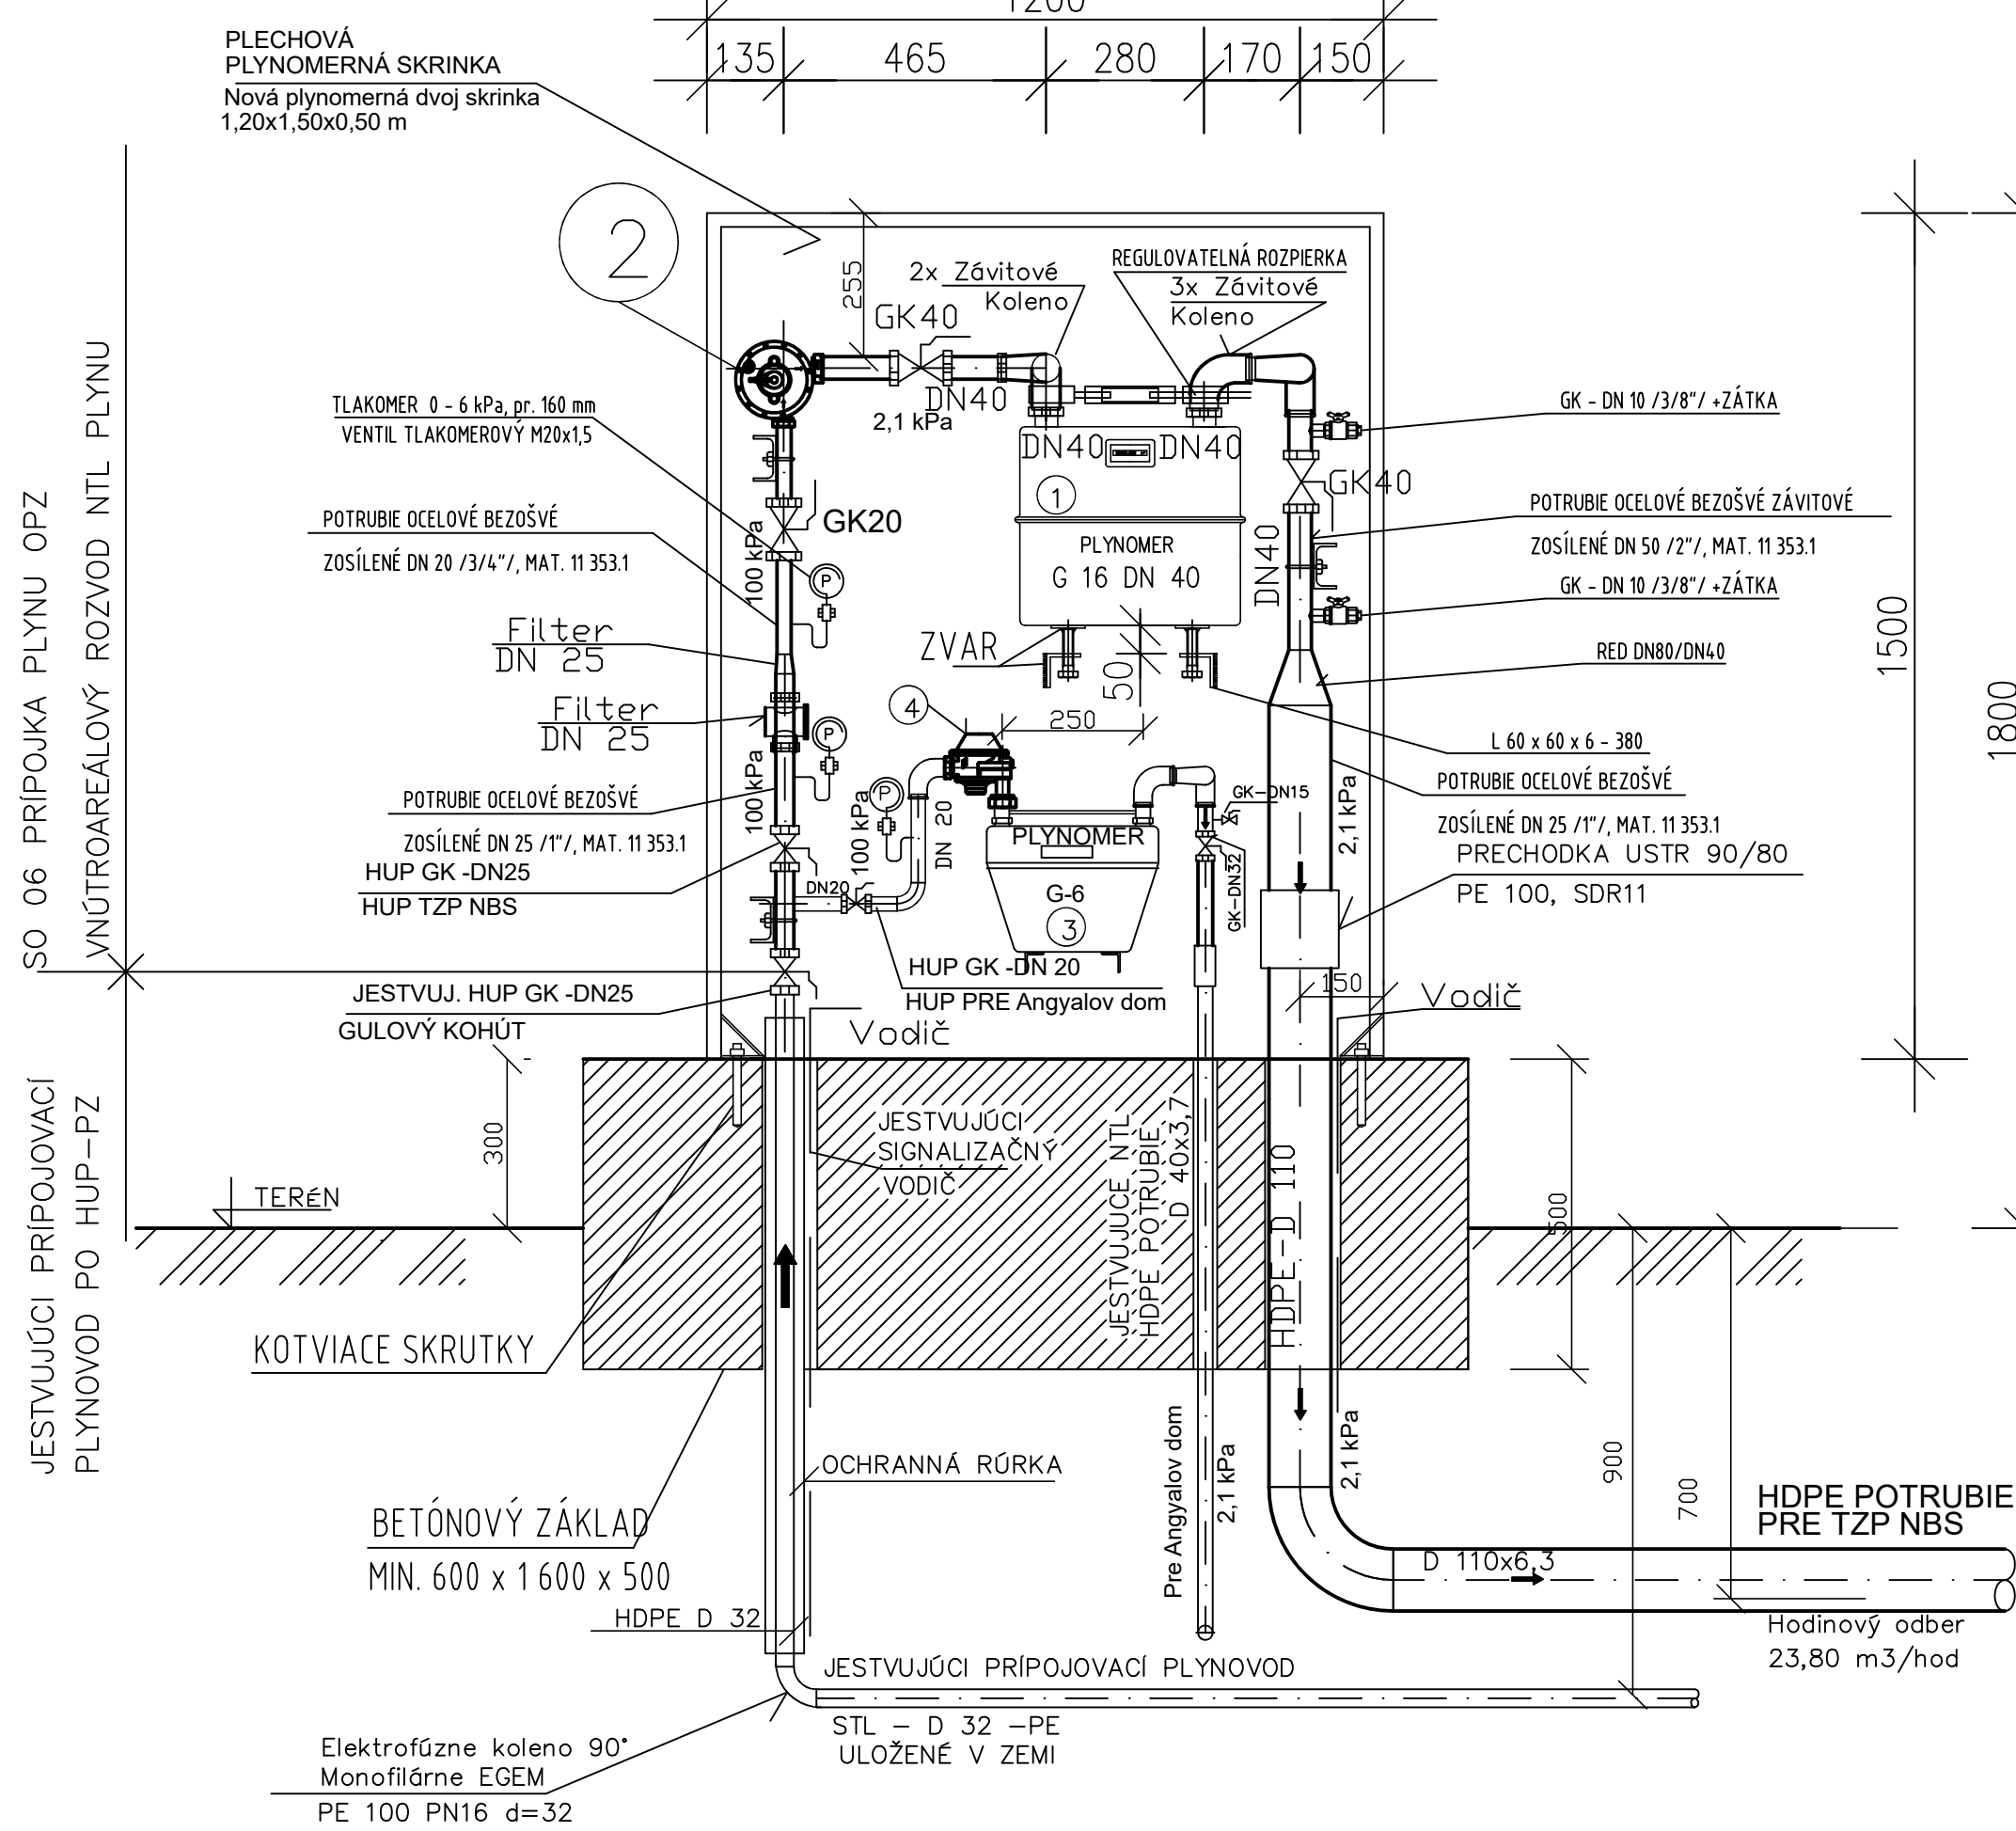 1200
135
465
280
170
150
PLECHOVÁ
PLYNOMERNÁ SKRINKA
Nová plynomerná dvoj skrinka
1,20x1,50x0,50 m
2
255
2x Závitové
Koleno
GK40
REGULOVATELNÁ ROZPIERKA
3x Závitové
Koleno
DN40
2,1 kPa
TLAKOMER 0 - 6 kPa, pr. 160 mm
VENTIL TLAKOMEROVÝ M20x1,5
GK - DN 10 /3/8"/ +ZÁTKA
DN40
DN40
1
GK40
GK20
100 kPa
P
POTRUBIE OCELOVÉ BEZOŠVÉ
ZOSÍLENÉ DN 20 /3/4"/, MAT. 11 353.1
PLYNOMER
G 16 DN 40
DN40
POTRUBIE OCELOVÉ BEZOŠVÉ ZÁVITOVÉ
ZOSÍLENÉ DN 50 /2"/, MAT. 11 353.1
GK - DN 10 /3/8"/ +ZÁTKA
1500
1800
Filter
DN 25
ZVAR
50
RED DN80/DN40
Filter
DN 25
4
250
P
L 60 x 60 x 6 - 380
100 kPa
POTRUBIE OCELOVÉ BEZOŠVÉ
ZOSÍLENÉ DN 25 /1"/, MAT. 11 353.1
P
100 kPa
DN 20
GK-DN15
2,1 kPa
POTRUBIE OCELOVÉ BEZOŠVÉ
ZOSÍLENÉ DN 25 /1"/, MAT. 11 353.1
PLYNOMER
G-6
3
GK-DN32
PRECHODKA USTR 90/80
PE 100, SDR11
HUP GK -DN25
HUP TZP NBS
DN20
HUP GK -DN 20
HUP PRE Angyalov dom
JESTVUJ. HUP GK -DN25
GULOVÝ KOHÚT
Vodič
150
Vodič
SO 06 PRÍPOJKA PLYNU OPZ
VNÚTROAREÁLOVÝ ROZVOD NTL PLYNU
JESTVUJÚCI PRÍPOJOVACÍ
PLYNOVOD PO HUP-PZ
300
TERéN
JESTVUJÚCI
SIGNALIZAČNÝ
VODIČ
JESTVUJÚCE NTL
HDPE POTRUBIE
D 40x3,7
HDPE-D 110
500
KOTVIACE SKRUTKY
OCHRANNÁ RÚRKA
Pre Angyalov dom
2,1 kPa
2,1 kPa
900
700
BETÓNOVÝ ZÁKLAD
MIN. 600 x 1 600 x 500
HDPE POTRUBIE
PRE TZP NBS
D 110x6,3
Hodinový odber
23,80 m3/hod
HDPE D 32
JESTVUJÚCI PRÍPOJOVACÍ PLYNOVOD
STL - D 32 -PE
ULOŽENÉ V ZEMI
Elektrofúzne koleno 90°
Monofilárne EGEM
PE 100 PN16 d=32